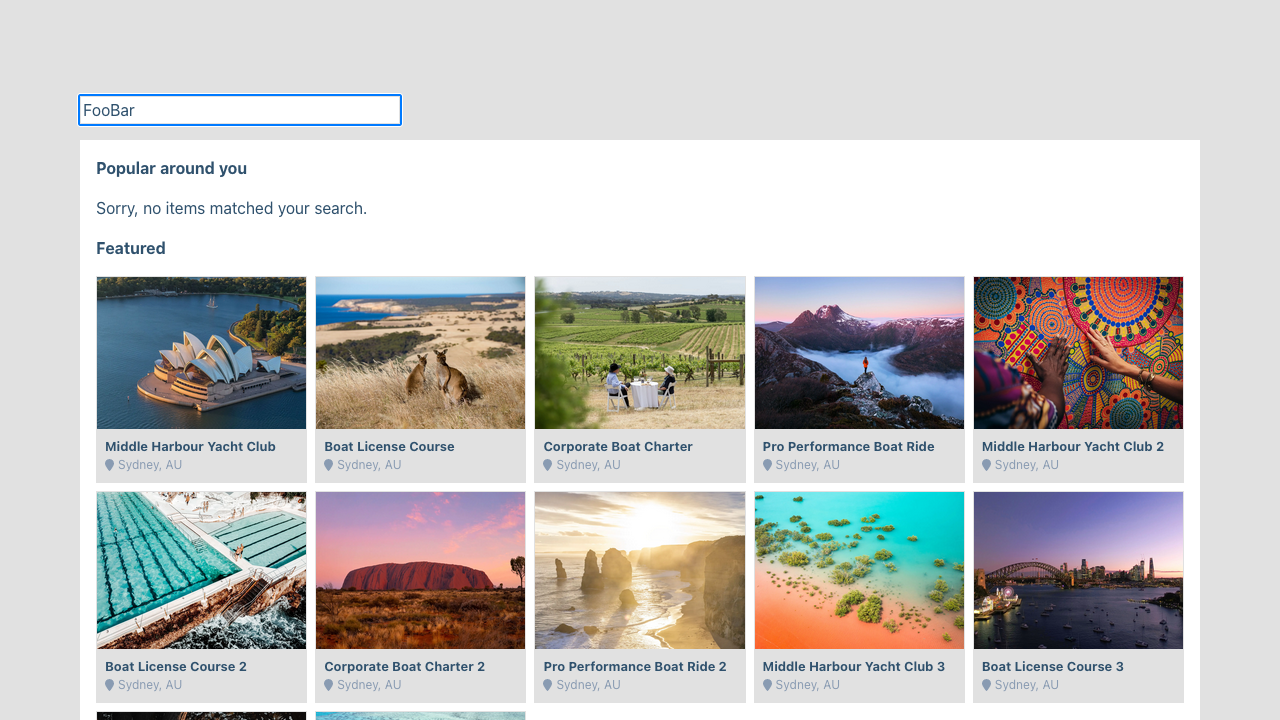 FooBar
Popular around you
Sorry, no items matched your search.
Featured
Middle Harbour Yacht Club
Sydney, AU
Boat License Course
Sydney, AU
Corporate Boat Charter
Sydney, AU
Pro Performance Boat Ride
Sydney, AU
Middle Harbour Yacht Club 2
Sydney, AU
Boat License Course 2
Sydney, AU
Corporate Boat Charter 2
Sydney, AU
Pro Performance Boat Ride 2
Sydney, AU
Middle Harbour Yacht Club 3
Sydney, AU
Boat License Course 3
Sydney, AU